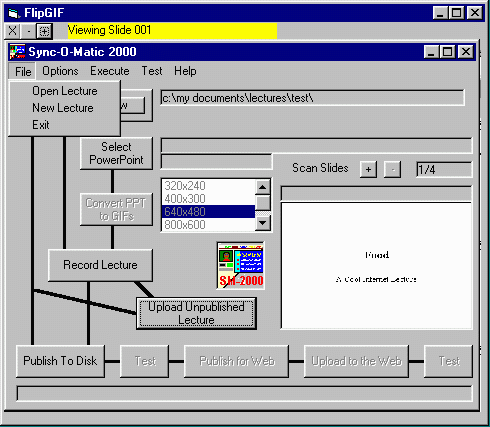 FlipGIF
X - +
Viewing Slide 001
Sync-O-Matic 2000
File Options Execute Test Help
Open Lecture
New Lecture
Exit
c:\my documents\lectures\test\
Select
PowerPoint
Scan Slides + - 1/4
Convert PPT
to GIFs
320x240
400x300
640x480
800x600
Food
A Cool Internet Lecture
Record Lecture
SM-2000
Upload Unpublished
Lecture
Publish To Disk
Test
Publish for Web
Upload to the Web
Test